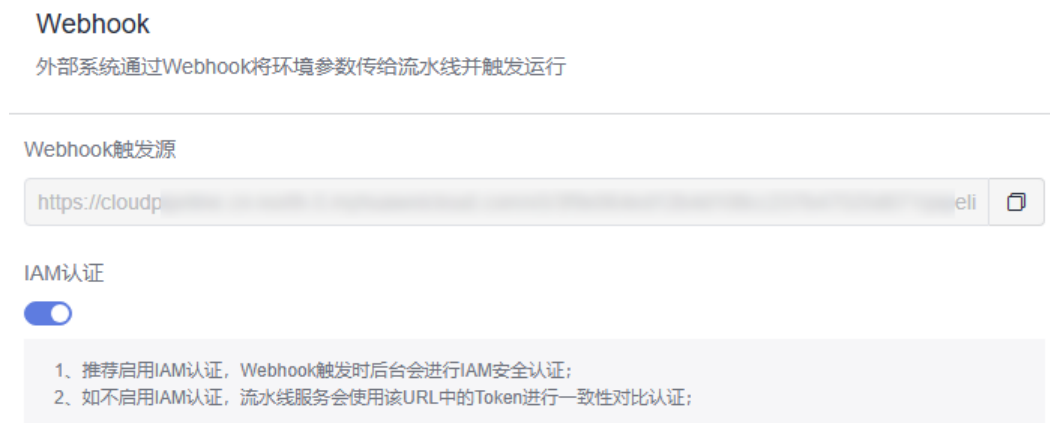 Webhook
外部系统通过Webhook将环境参数传给流水线并触发运行
Webhook触发源
https://cloudp eli
IAM认证
1、推荐启用IAM认证，Webhook触发时后台会进行IAM安全认证；
2、如不启用IAM认证，流水线服务会使用该URL中的Token进行一致性对比认证；